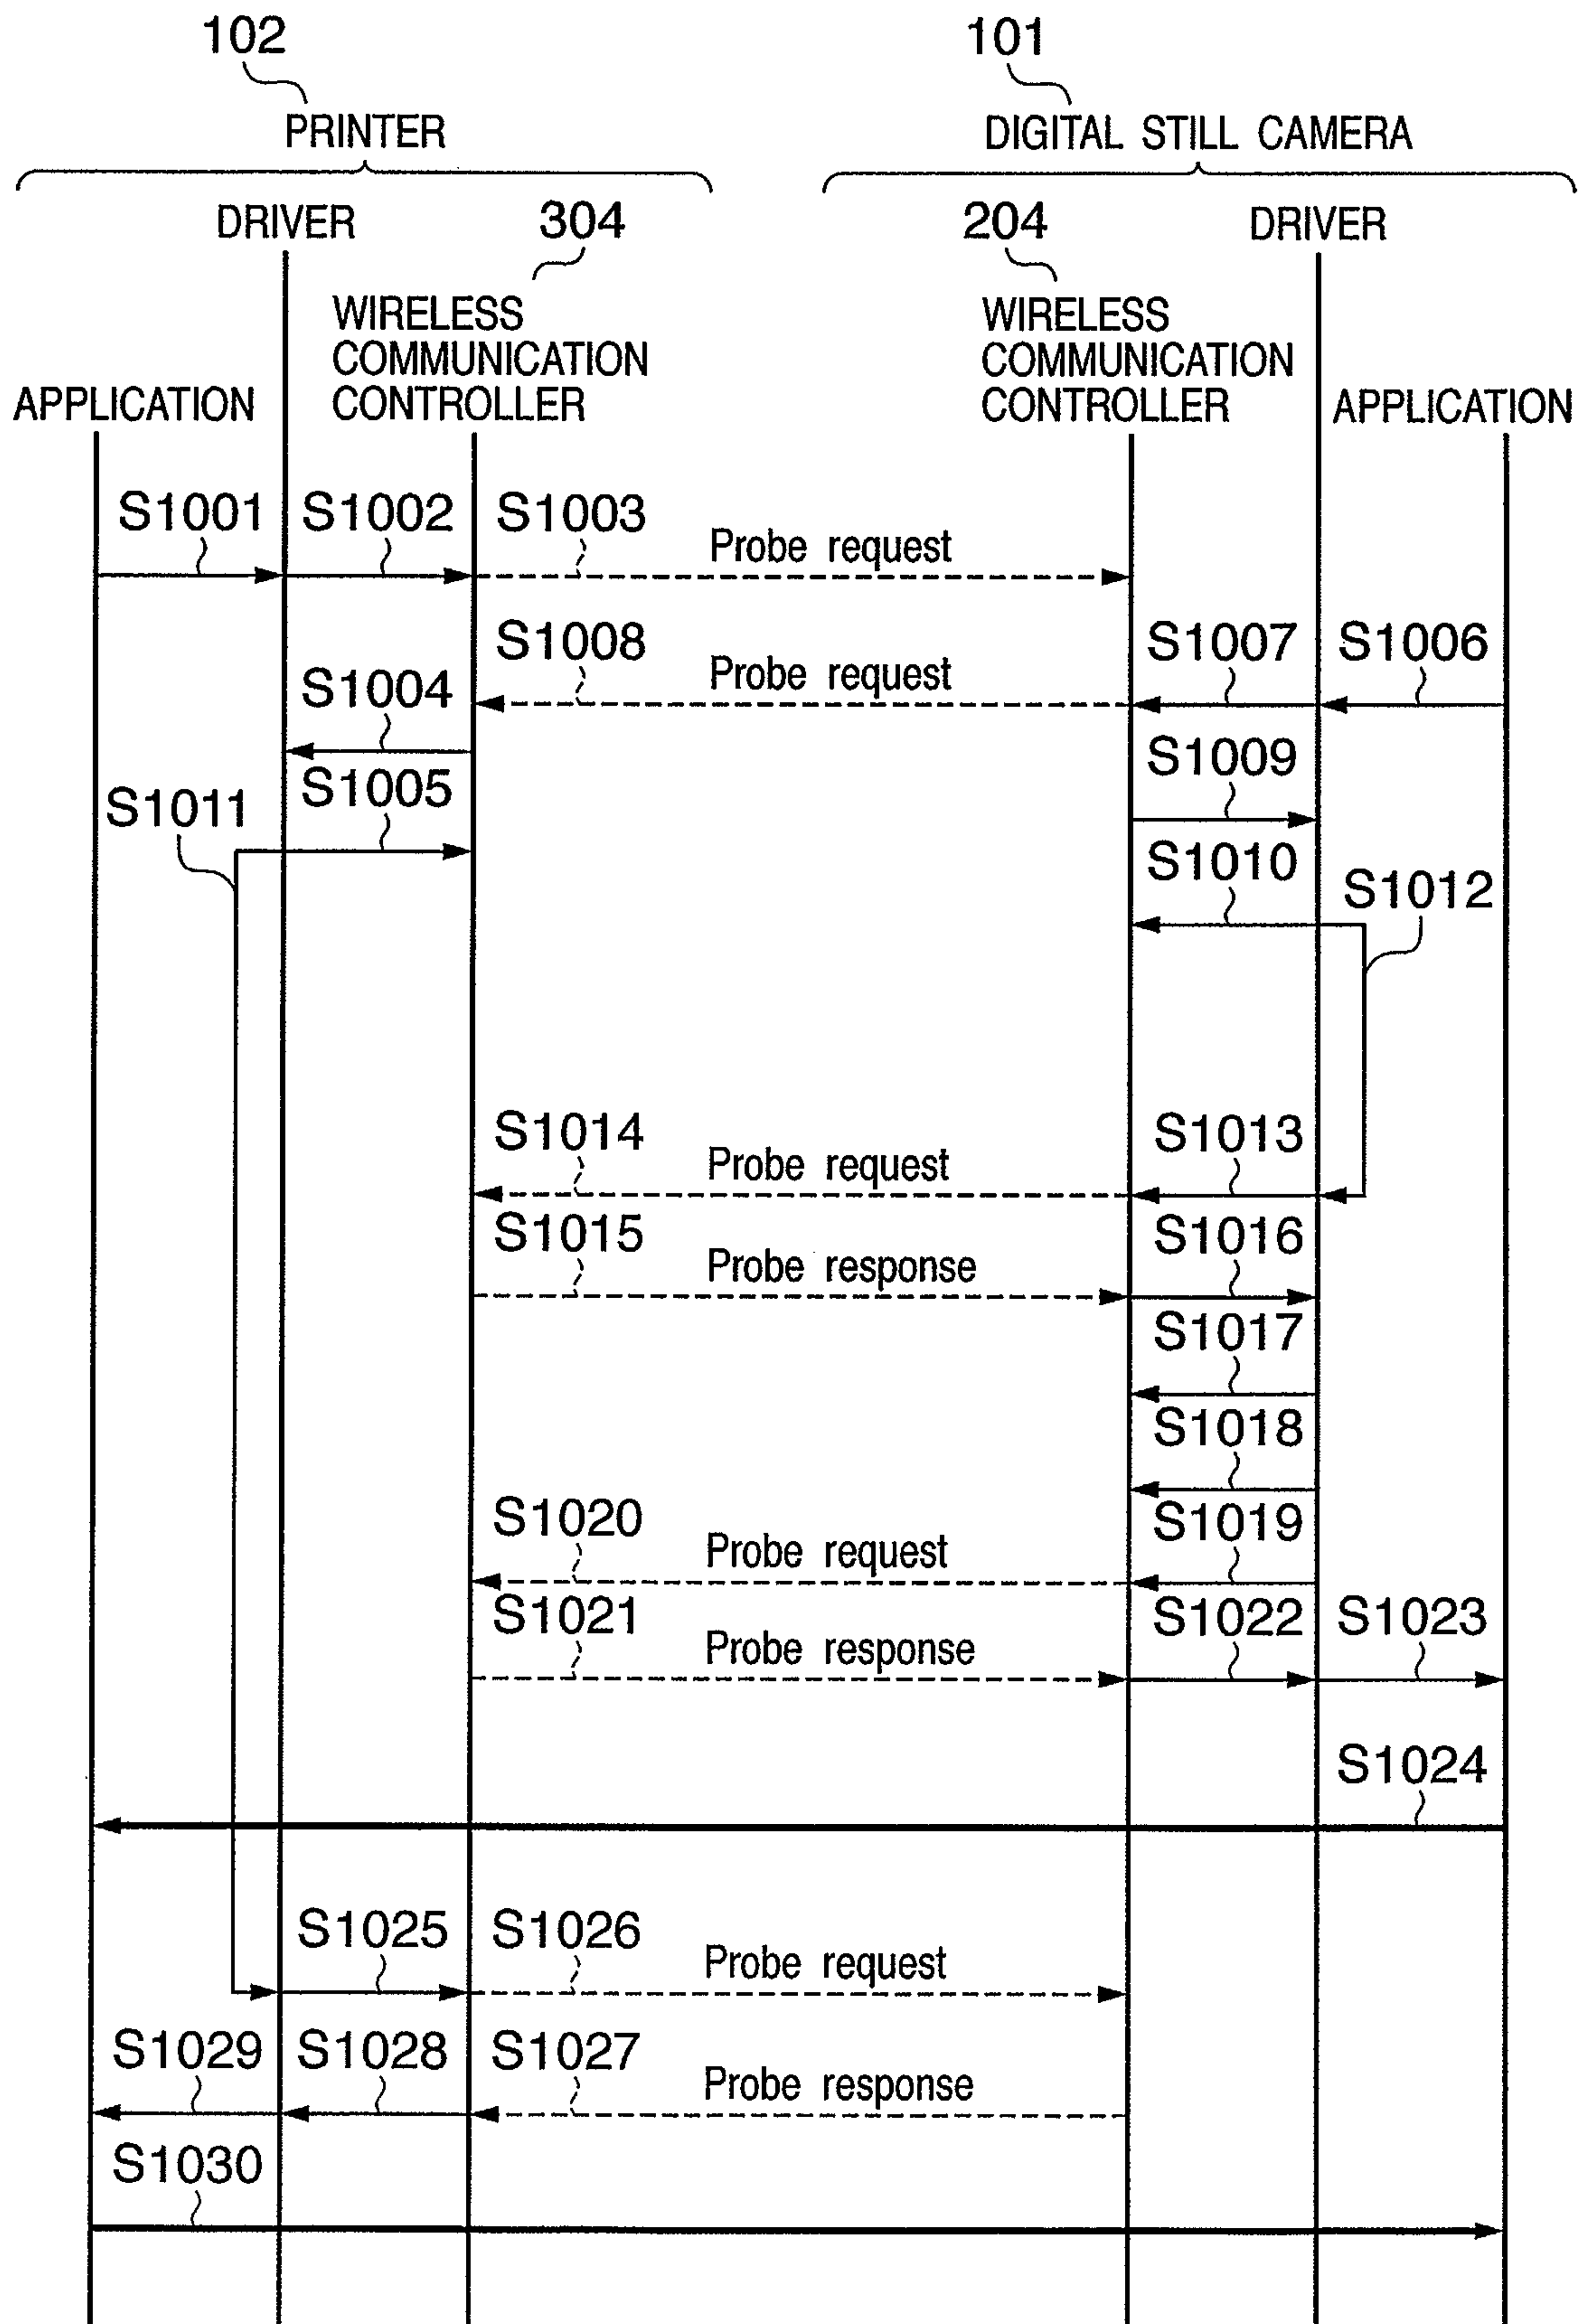 102
101
PRINTER
DIGITAL STILL CAMERA
DRIVER
304
204
DRIVER
WIRELESS
COMMUNICATION
CONTROLLER
WIRELESS
COMMUNICATION
CONTROLLER
APPLICATION
APPLICATION
S1001
S1002
S1003
Probe request
S1008
Probe request
S1007
S1006
S1004
S1009
S1005
S1011
S1010
S1012
S1014
Probe request
S1013
S1015
Probe response
S1016
S1017
S1018
S1020
Probe request
S1019
S1021
Probe response
S1022
S1023
S1024
S1025
S1026
Probe request
S1029
S1028
S1027
Probe response
S1030